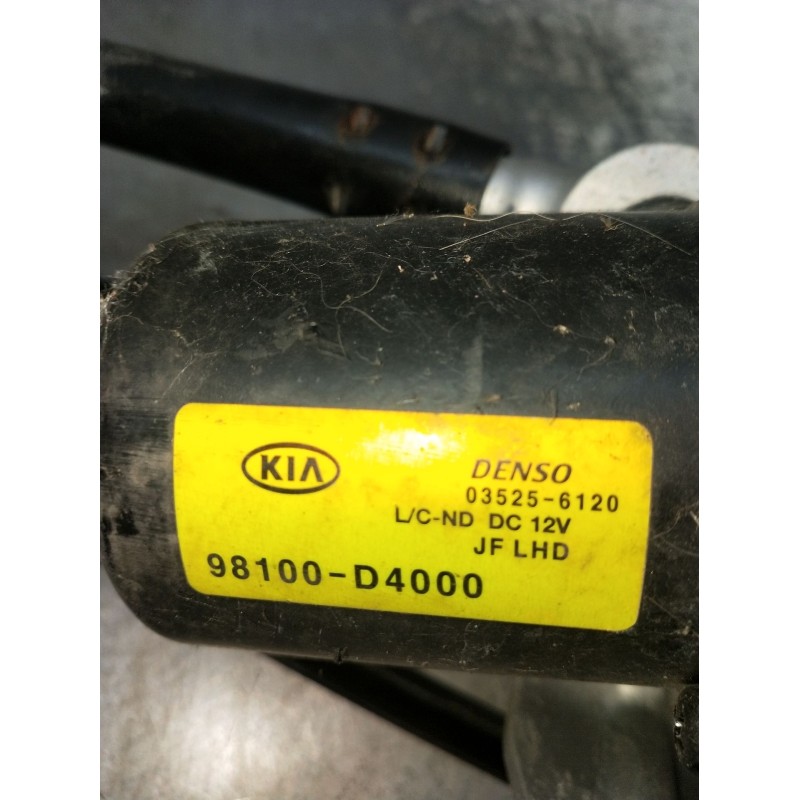 KIA DENSO
03525-6120
L/C-ND DC 12V
JF LHD
98100-D4000